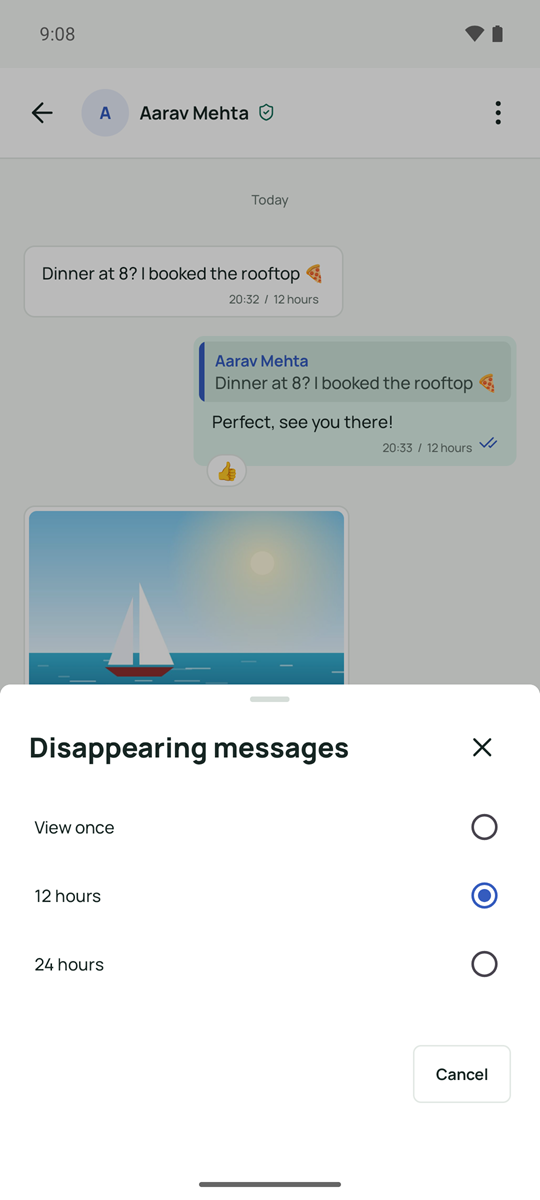 9:08
A
Aarav Mehta
Today
Dinner at 8? I booked the rooftop 🍕
20:32 / 12 hours
Aarav Mehta
Dinner at 8? I booked the rooftop 🍕
Perfect, see you there!
20:33 / 12 hours
👍
Disappearing messages
View once
12 hours
24 hours
Cancel